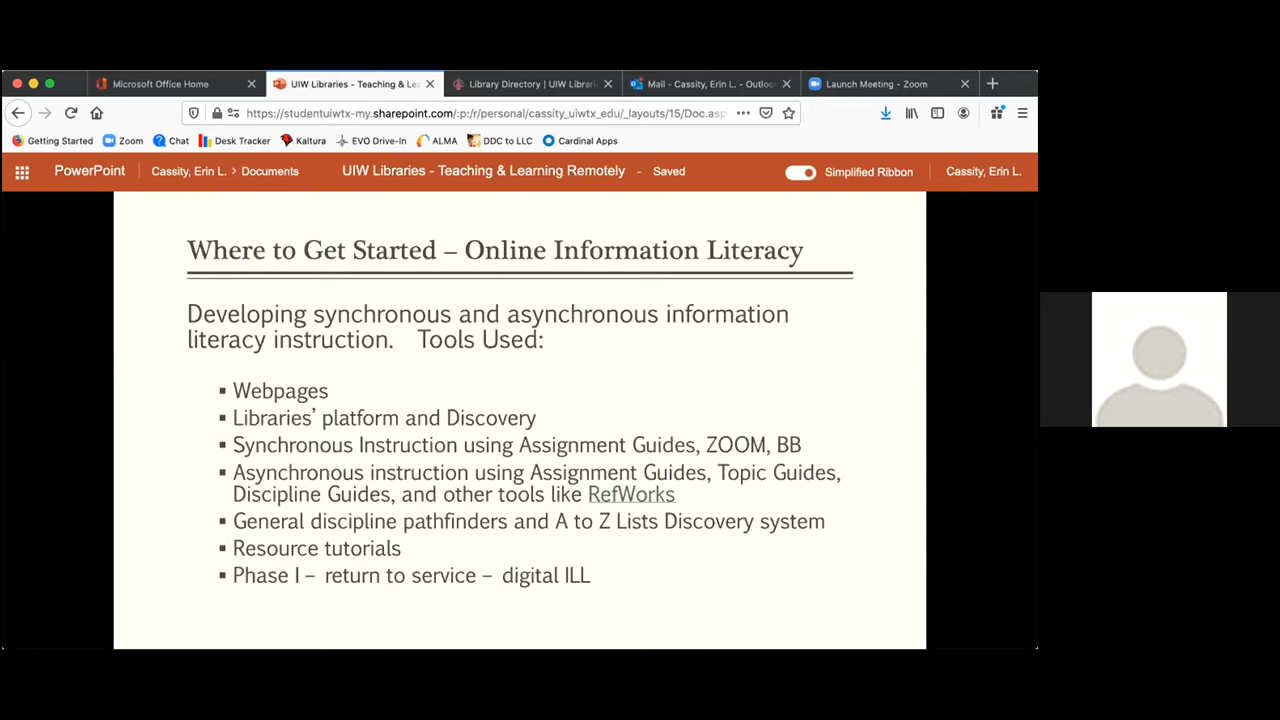 Microsoft Office Home
UIW Libraries - Teaching & Le
Library Directory | UIW Librari
Mail - Cassity, Erin L. - Outlo
Launch Meeting - Zoom
https://studentuiwtx-my.sharepoint.com/:p:/r/personal/cassity_uiwtx_edu/_layouts/15/Doc.asp
Getting Started Zoom Chat Desk Tracker Kaltura EVO Drive-In ALMA DDC to LLC Cardinal Apps
PowerPoint Cassity, Erin L. > Documents UIW Libraries - Teaching & Learning Remotely - Saved Simplified Ribbon Cassity, Erin L.
Where to Get Started – Online Information Literacy
Developing synchronous and asynchronous information
literacy instruction. Tools Used:
▪ Webpages
▪ Libraries’ platform and Discovery
▪ Synchronous Instruction using Assignment Guides, ZOOM, BB
▪ Asynchronous instruction using Assignment Guides, Topic Guides,
Discipline Guides, and other tools like RefWorks
▪ General discipline pathfinders and A to Z Lists Discovery system
▪ Resource tutorials
▪ Phase I – return to service – digital ILL